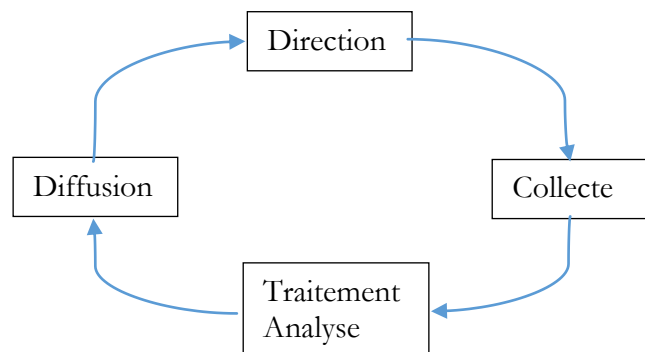 Direction
Diffusion
Collecte
Traitement
Analyse